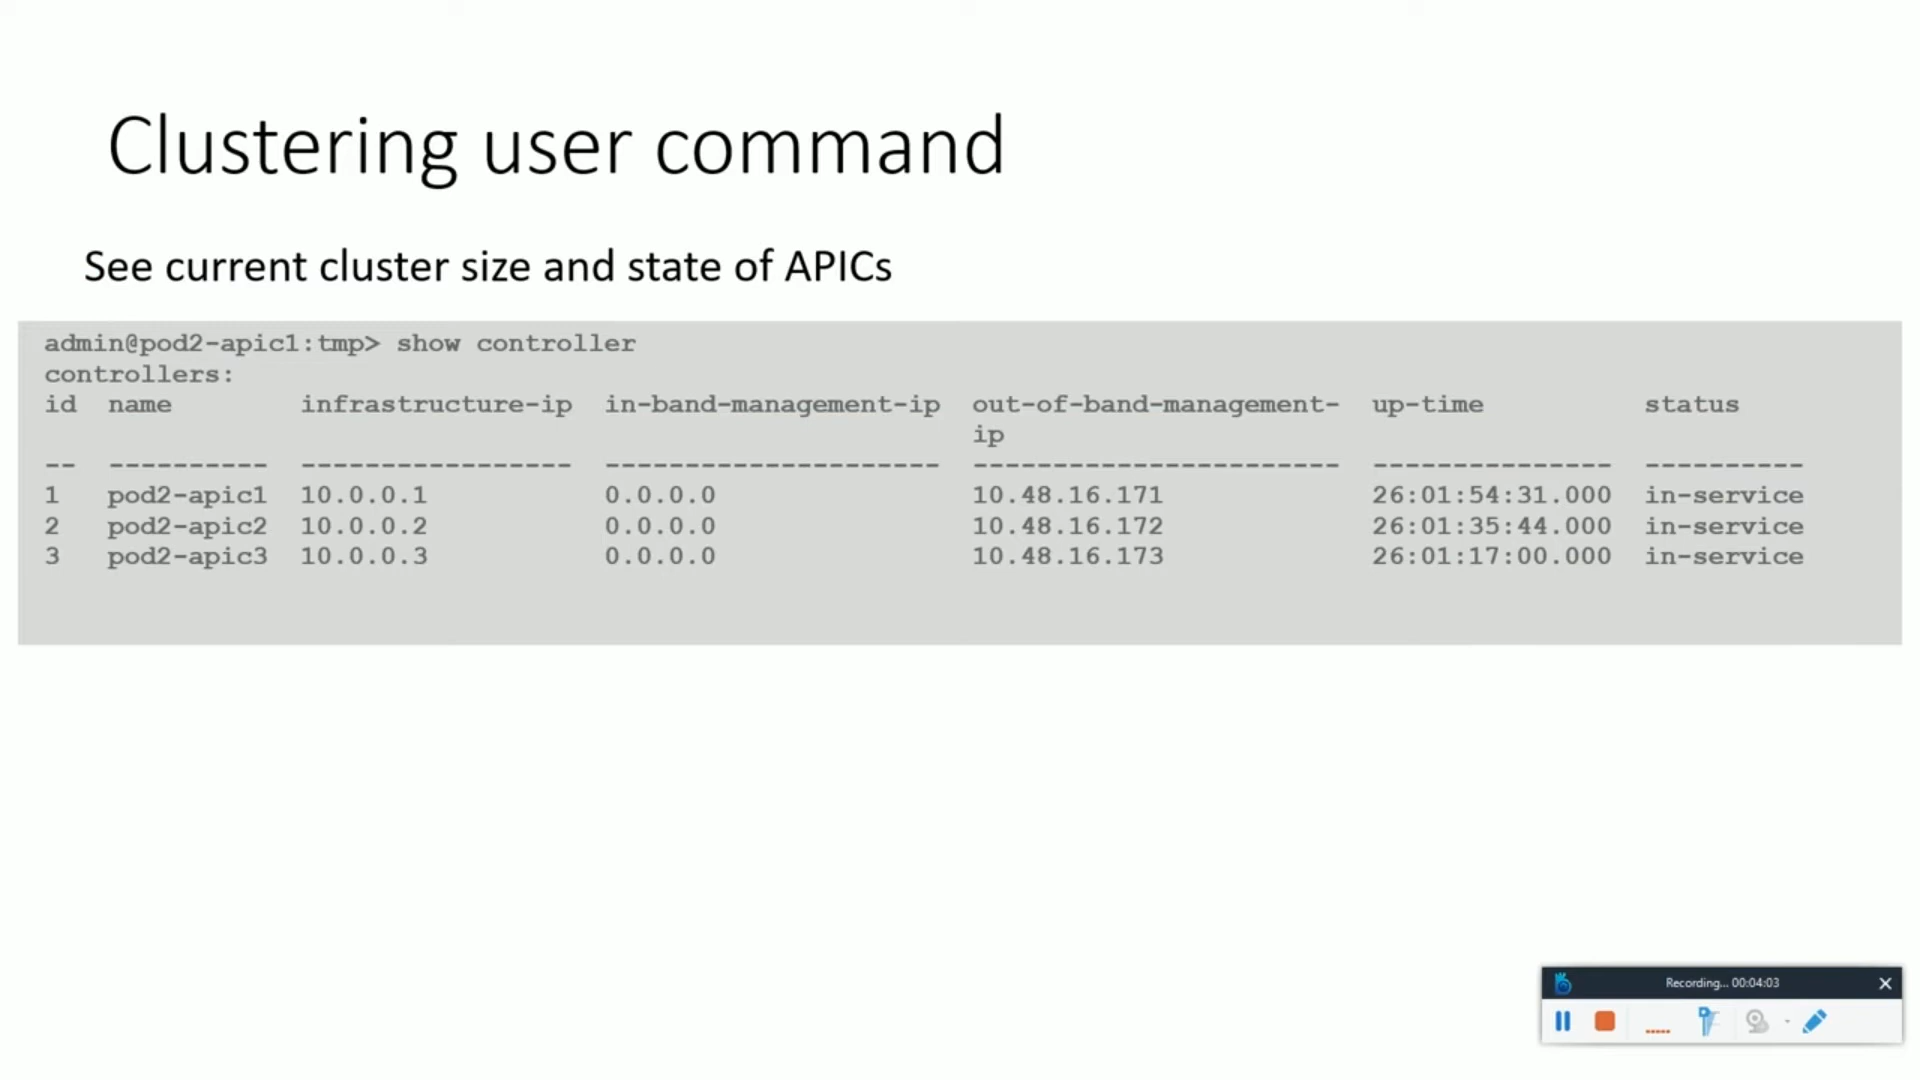 Clustering user command
See current cluster size and state of APICs
admin@pod2-apic1:tmp> show controller
controllers:
id  name        infrastructure-ip  in-band-management-ip  out-of-band-management-  up-time          status
ip
--  ----------  -----------------  ---------------------  -----------------------  ---------------  ----------
1   pod2-apic1  10.0.0.1           0.0.0.0                10.48.16.171             26:01:54:31.000  in-service
2   pod2-apic2  10.0.0.2           0.0.0.0                10.48.16.172             26:01:35:44.000  in-service
3   pod2-apic3  10.0.0.3           0.0.0.0                10.48.16.173             26:01:17:00.000  in-service
Recording... 00:04:03